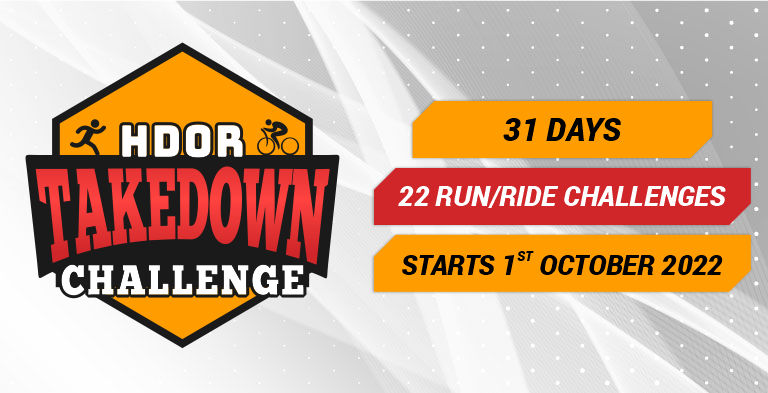 HDOR
TAKEDOWN
CHALLENGE
31 DAYS
22 RUN/RIDE CHALLENGES
STARTS 1ST OCTOBER 2022